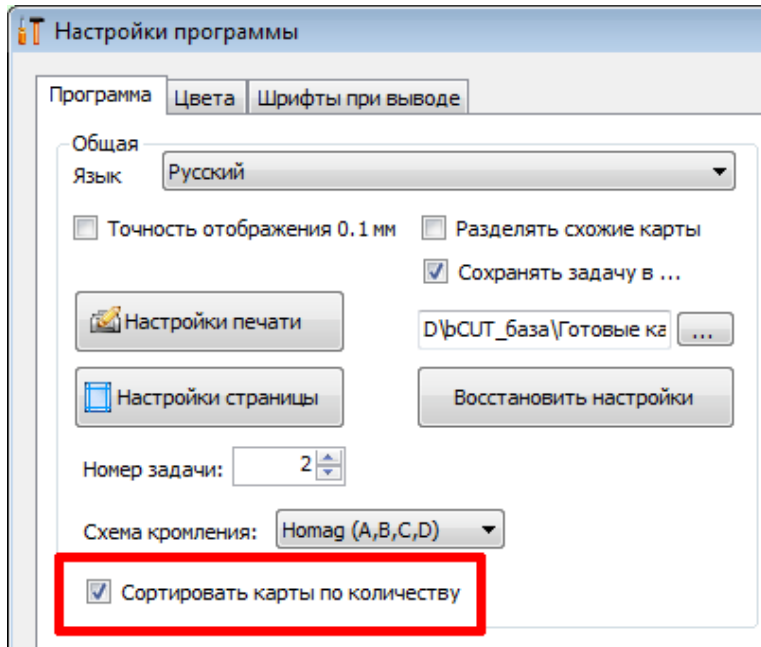 Настройки программы
Программа Цвета Шрифты при выводе
Общая
Язык Русский
Точность отображения 0.1 мм Разделять схожие карты
Сохранять задачу в ...
Настройки печати D\bCUT_база\Готовые ка ...
Настройки страницы Восстановить настройки
Номер задачи: 2
Схема кромления: Homag (A,B,C,D)
Сортировать карты по количеству